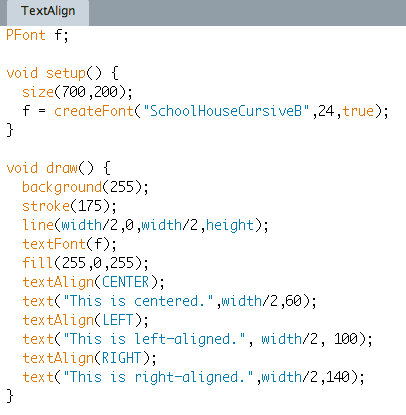 TextAlign
PFont f;
void setup() {
  size(700,200);
  f = createFont("SchoolHouseCursiveB",24,true);
}
void draw() {
  background(255);
  stroke(175);
  line(width/2,0,width/2,height);
  textFont(f);
  fill(255,0,255);
  textAlign(CENTER);
  text("This is centered.",width/2,60);
  textAlign(LEFT);
  text("This is left-aligned.", width/2, 100);
  textAlign(RIGHT);
  text("This is right-aligned.",width/2,140);
}